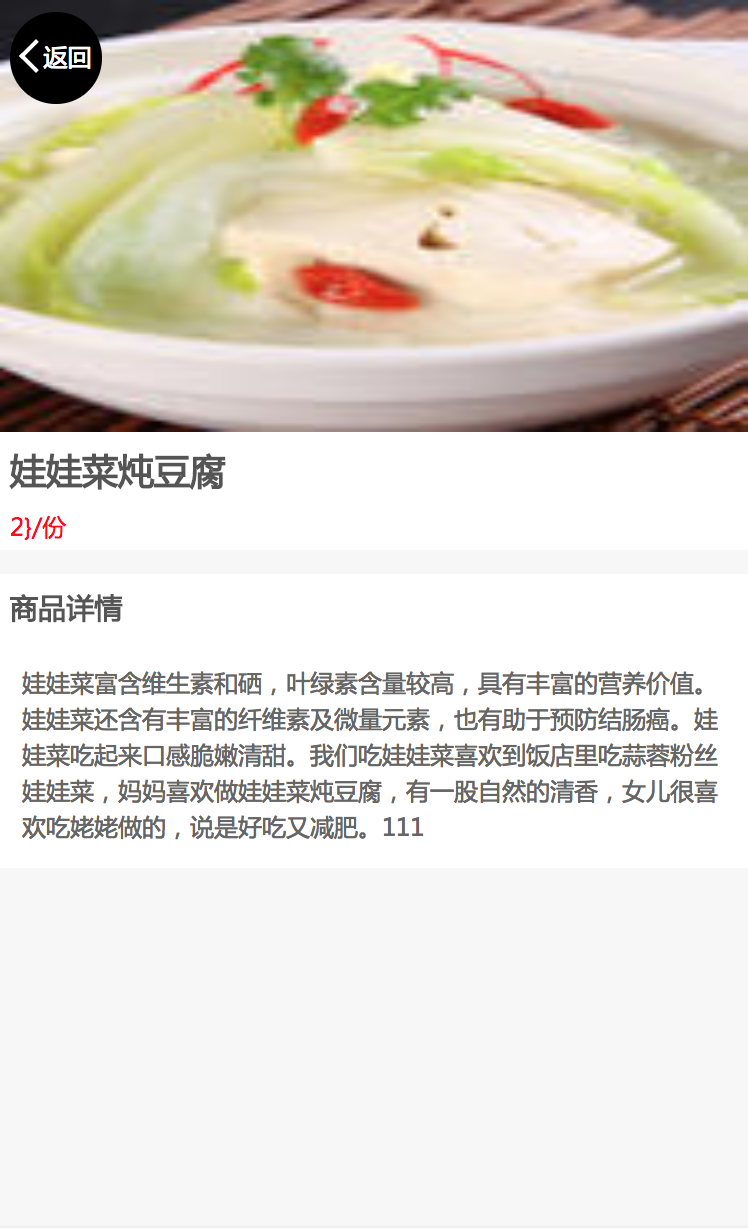 返回
娃娃菜炖豆腐
2}/份
商品详情
娃娃菜富含维生素和硒，叶绿素含量较高，具有丰富的营养价值。
娃娃菜还含有丰富的纤维素及微量元素，也有助于预防结肠癌。娃
娃菜吃起来口感脆嫩清甜。我们吃娃娃菜喜欢到饭店里吃蒜蓉粉丝
娃娃菜，妈妈喜欢做娃娃菜炖豆腐，有一股自然的清香，女儿很喜
欢吃姥姥做的，说是好吃又减肥。111